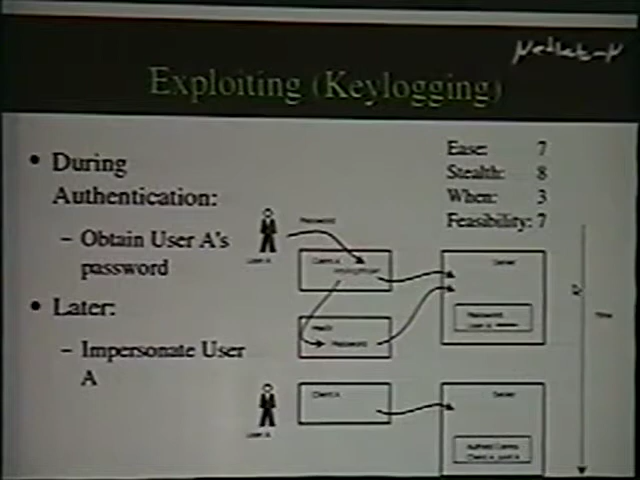 Exploiting (Keylogging)
• During
Authentication:
– Obtain User A's
password
• Later:
– Impersonate User
A
Ease: 7
Stealth: 8
When: 3
Feasibility: 7
Password
User A
Client A
Server
Password
Client A
Server
User A
Time